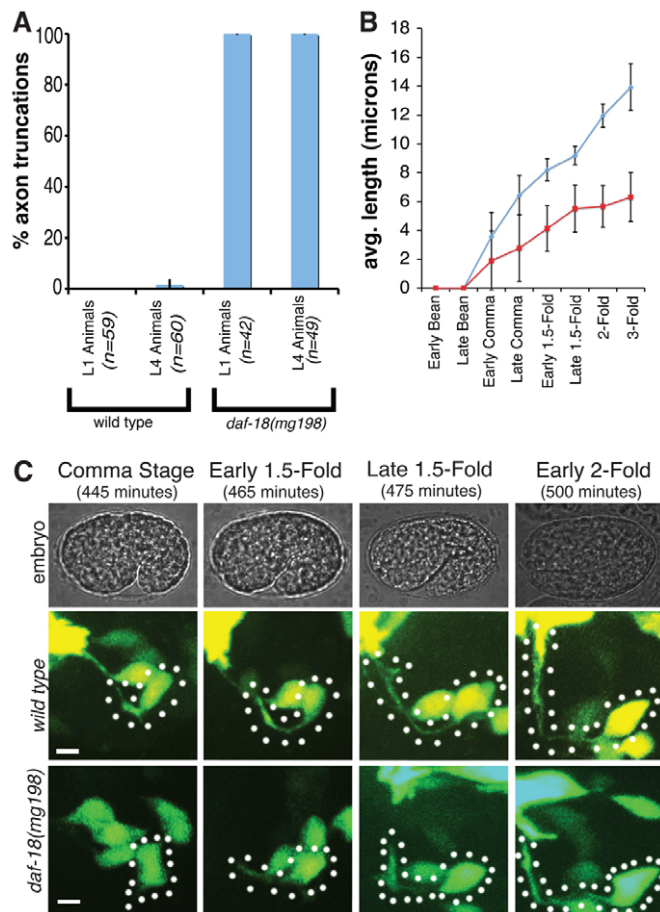 A
% axon truncations
100
80
60
40
20
0
L1 Animals
(n=59)
L4 Animals
(n=60)
L1 Animals
(n=42)
L4 Animals
(n=49)
wild type
daf-18(mg198)
B
avg. length (microns)
18
16
14
12
10
8
6
4
2
0
Early Bean
Late Bean
Early Comma
Late Comma
Early 1.5-Fold
Late 1.5-Fold
2-Fold
3-Fold
C
Comma Stage
(445 minutes)
Early 1.5-Fold
(465 minutes)
Late 1.5-Fold
(475 minutes)
Early 2-Fold
(500 minutes)
embryo
wild type
daf-18(mg198)